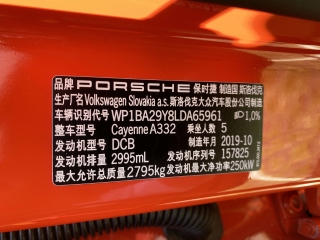 品牌 PORSCHE 保时捷 制造国 斯洛伐克
生产厂名 Volkswagen Slovakia a.s. 斯洛伐克大众汽车股份公司 制造
车辆识别代号 WP1BA29Y8LDA65961 1,0%
整车型号 Cayenne A332 乘坐人数 5
发动机型号 DCB 制造年月 2019-10
发动机排量 2995mL 发动机序列号 157825
最大允许总质量 2795kg 发动机最大净功率 250kW